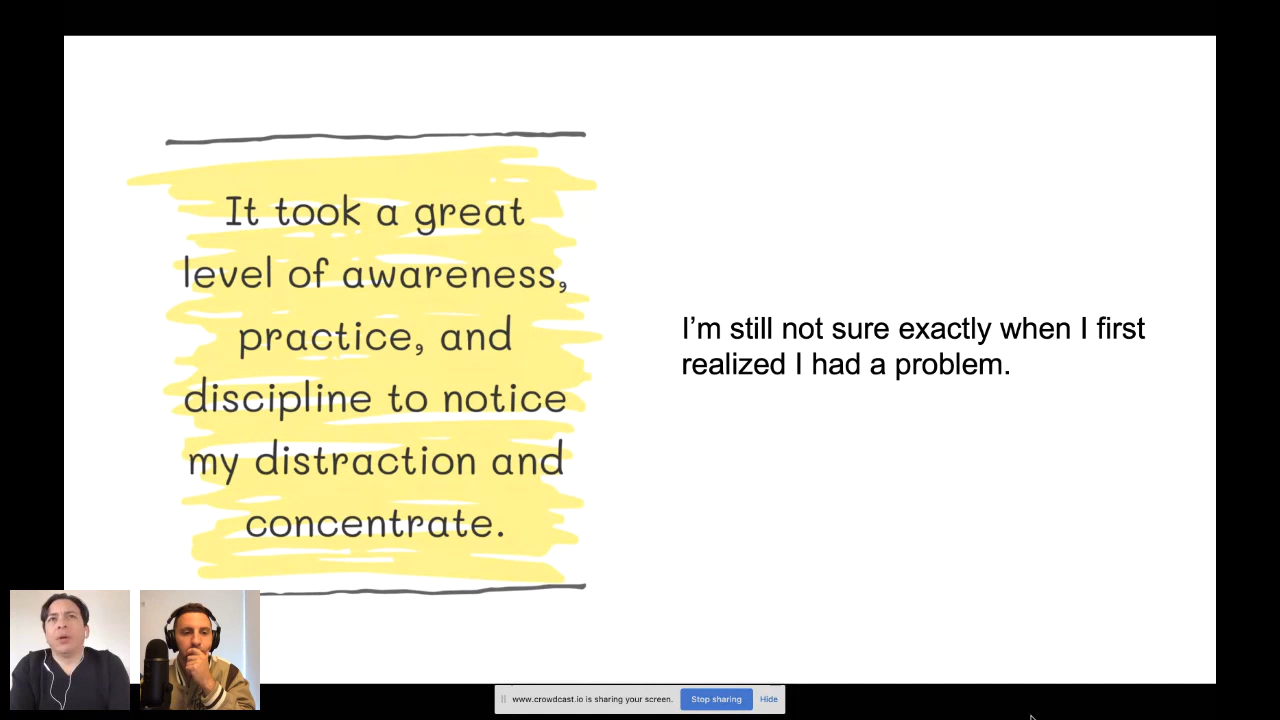 It took a great
level of awareness,
practice, and
discipline to notice
my distraction and
concentrate.
I’m still not sure exactly when I first
realized I had a problem.
www.crowdcast.io is sharing your screen. Stop sharing Hide